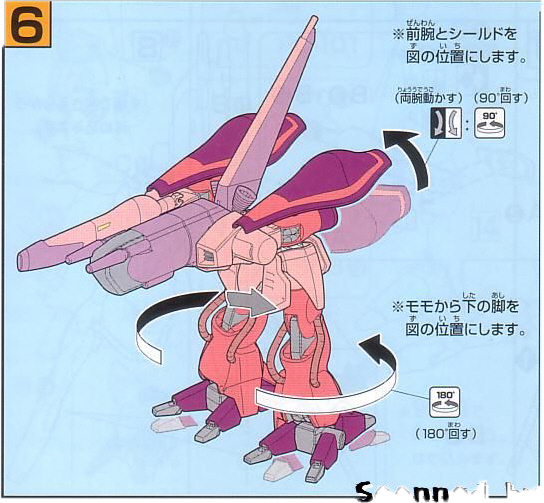 6
※前腕とシールドを
図の位置にします。
(両腕動かす) (90°回す)
: 90°
※モモから下の脚を
図の位置にします。
180°
(180°回す)